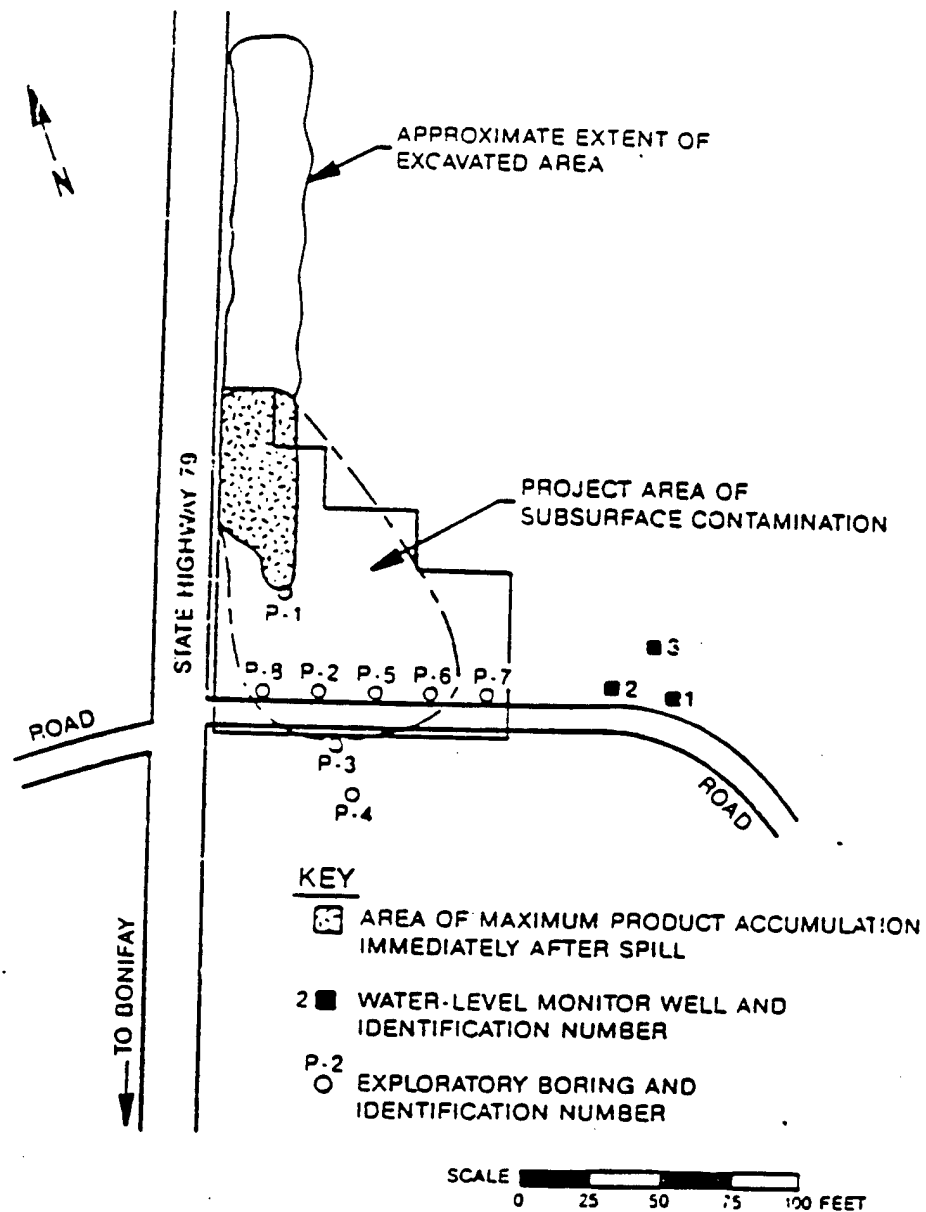 APPROXIMATE EXTENT OF
EXCAVATED AREA
N
PROJECT AREA OF
SUBSURFACE CONTAMINATION
STATE HIGHWAY 79
P-1
3
P-8 P-2 P-5 P-6 P-7
2
1
ROAD
P-3
ROAD
P-4
KEY
AREA OF MAXIMUM PRODUCT ACCUMULATION
IMMEDIATELY AFTER SPILL
TO BONIFAY
2 WATER-LEVEL MONITOR WELL AND
IDENTIFICATION NUMBER
P-2
EXPLORATORY BORING AND
IDENTIFICATION NUMBER
SCALE
0 25 50 75 100 FEET